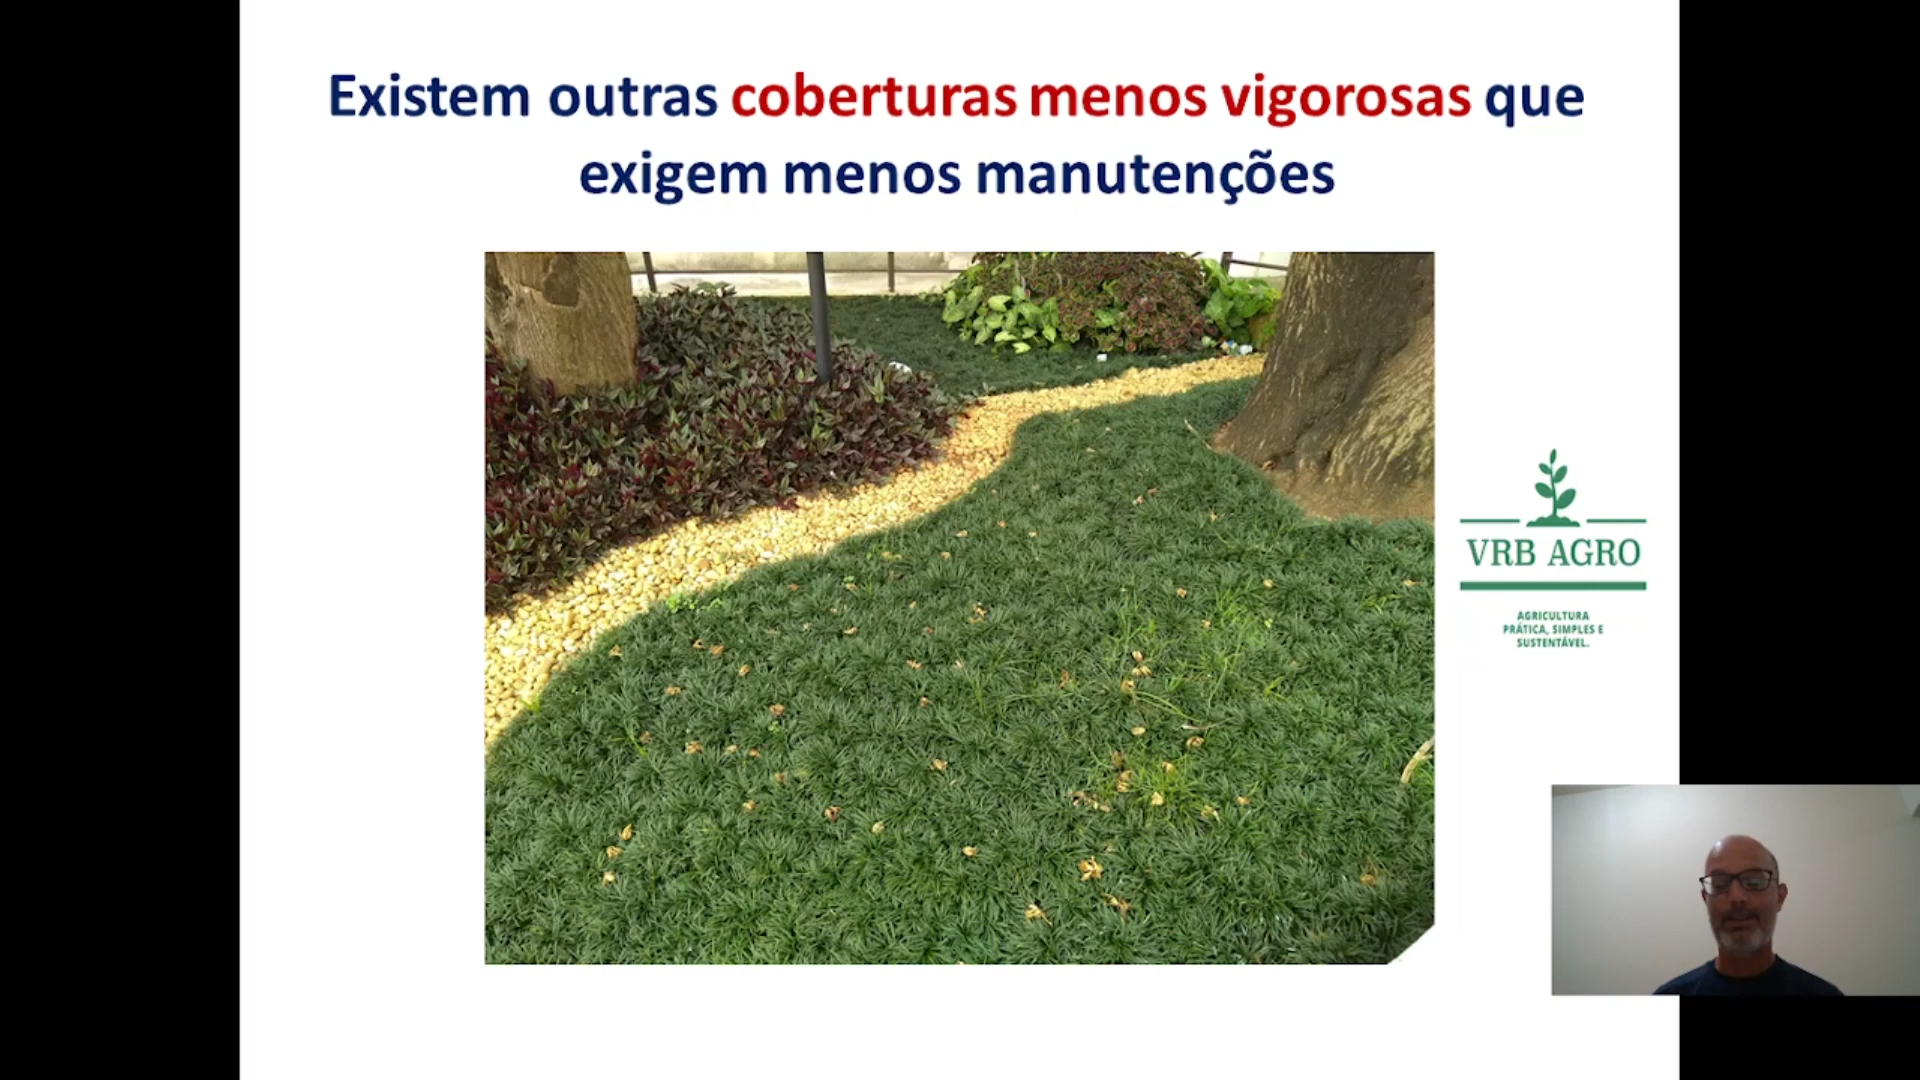 Existem outras coberturas menos vigorosas que
exigem menos manutenções
VRB AGRO
AGRICULTURA
PRÁTICA, SIMPLES E
SUSTENTÁVEL.